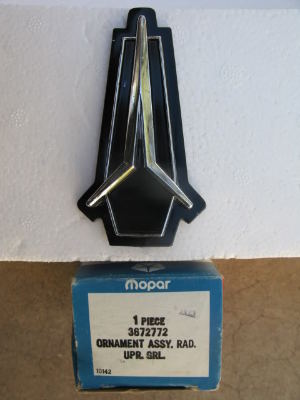 mopar
1 PIECE
3672772
ORNAMENT ASSY. RAD.
UPR. GRL.
10142